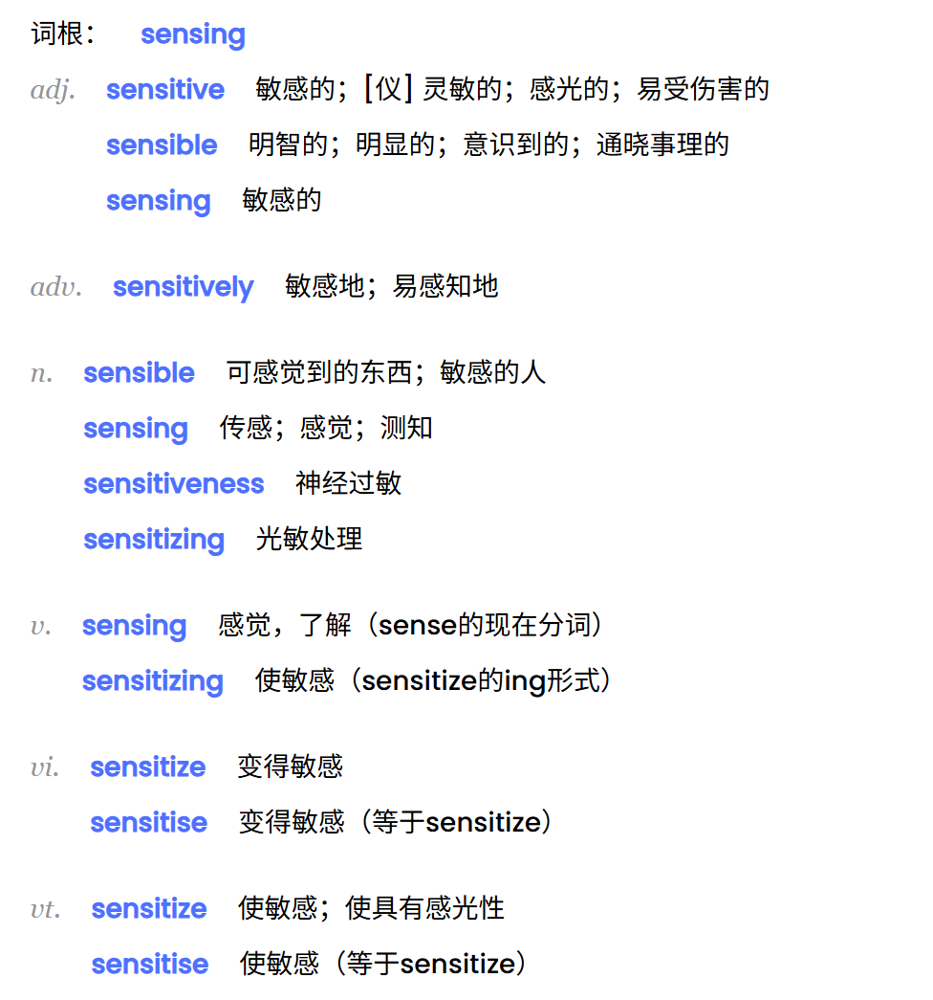 词根： sensing
adj. sensitive 敏感的；[仪] 灵敏的；感光的；易受伤害的
sensible 明智的；明显的；意识到的；通晓事理的
sensing 敏感的
adv. sensitively 敏感地；易感知地
n. sensible 可感觉到的东西；敏感的人
sensing 传感；感觉；测知
sensitiveness 神经过敏
sensitizing 光敏处理
v. sensing 感觉，了解（sense的现在分词）
sensitizing 使敏感（sensitize的ing形式）
vi. sensitize 变得敏感
sensitise 变得敏感（等于sensitize）
vt. sensitize 使敏感；使具有感光性
sensitise 使敏感（等于sensitize）